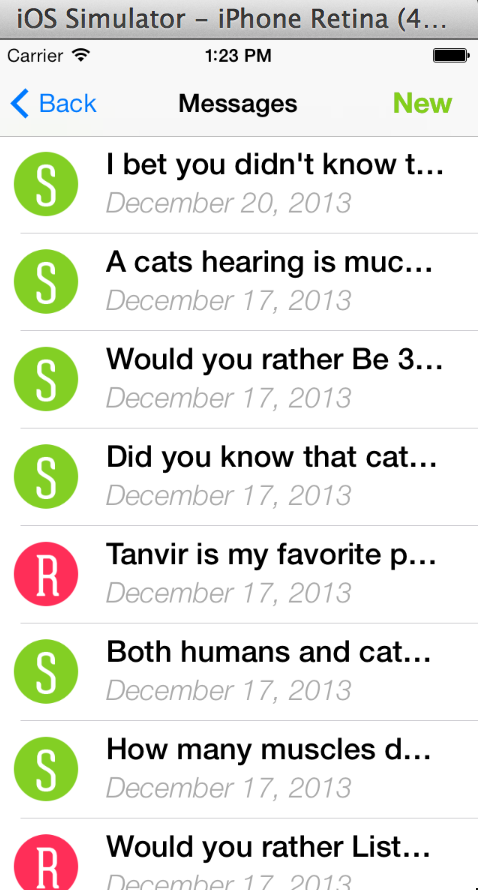 iOS Simulator – iPhone Retina (4...
Carrier 1:23 PM
Back Messages New
S I bet you didn't know t...
December 20, 2013
S A cats hearing is muc...
December 17, 2013
S Would you rather Be 3...
December 17, 2013
S Did you know that cat...
December 17, 2013
R Tanvir is my favorite p...
December 17, 2013
S Both humans and cat...
December 17, 2013
S How many muscles d...
December 17, 2013
R Would you rather List...
December 17, 2013